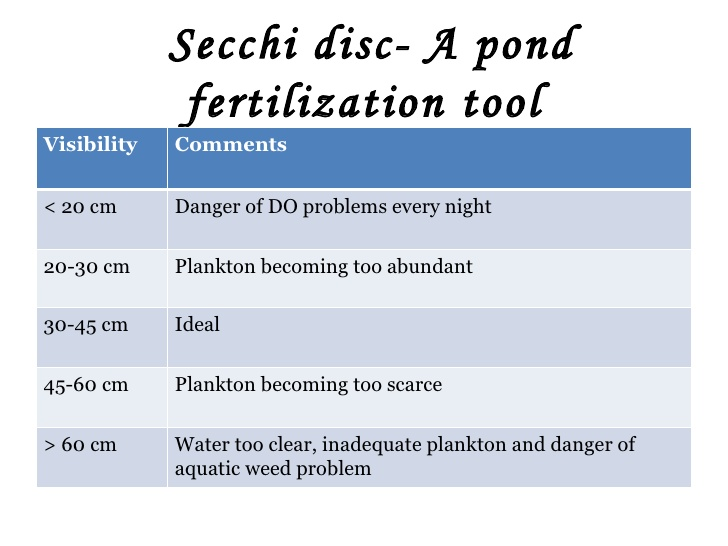 Secchi disc- A pond
fertilization tool
Visibility Comments
< 20 cm Danger of DO problems every night
20-30 cm Plankton becoming too abundant
30-45 cm Ideal
45-60 cm Plankton becoming too scarce
> 60 cm Water too clear, inadequate plankton and danger of
aquatic weed problem